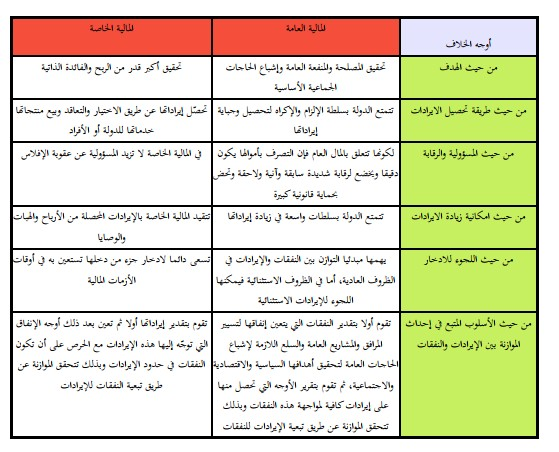 أوجه الخلاف
المالية العامة
المالية الخاصة
من حيث الهدف
تحقيق المصلحة والمنفعة العامة وإشباع الحاجات
الجماعية الأساسية
تحقيق أكبر قدر من الربح والفائدة الذاتية
من حيث طريقة تحصيل الايرادات
تتمتع الدولة بسلطة الإلزام والإكراه لتحصيل وجباية
إيراداتها
تحصّل إيراداتها عن طريق الاختيار والتعاقد وبيع منتجاتها
خدماتها للدولة أو الأفراد
من حيث المسؤولية والرقابة
لكونها تتعلق بالمال العام فإن التصرف بأموالها يكون
دقيقا ويخضع لرقابة شديدة سابقة وآنية ولاحقة وتحض
بحماية قانونية كبيرة
في المالية الخاصة لا تزيد المسؤولية عن عقوبة الإفلاس
من حيث امكانية زيادة الايرادات
تتمتع الدولة بسلطات واسعة في زيادة إيراداتها
تتقيد المالية الخاصة بالإيرادات المحصلة من الأرباح والهبات
والوصايا
من حيث اللجوء للادخار
يهمها مبدئيا التوازن بين النفقات والإيرادات في
الظروف العادية، أما في الظروف الاستثنائية فيمكنها
اللجوء للإيرادات الاستثنائية
تسعى دائما لادخار جزء من دخلها تستعين به في أوقات
الأزمات المالية
من حيث الأسلوب المتبع في إحداث
الموازنة بين الإيرادات والنفقات
تقوم أولا بتقدير النفقات التي يتعين إنفاقها لتسيير
المرافق والمشاريع العامة والسلع اللازمة لإشباع
الحاجات العامة لتحقيق أهدافها السياسية والاقتصادية
والاجتماعية، ثم تقوم بتقرير الأوجه التي تحصل منها
على إيرادات كافية لمواجهة هذه النفقات وبذلك
تتحقق الموازنة عن طريق تبعية الإيرادات للنفقات
تقوم بتقدير إيراداتها أولا ثم تعين بعد ذلك أوجه الإنفاق
التي توجّه إليها هذه الإيرادات مع الحرص على أن تكون
النفقات في حدود الإيرادات وبذلك تتحقق الموازنة عن
طريق تبعية النفقات للإيرادات